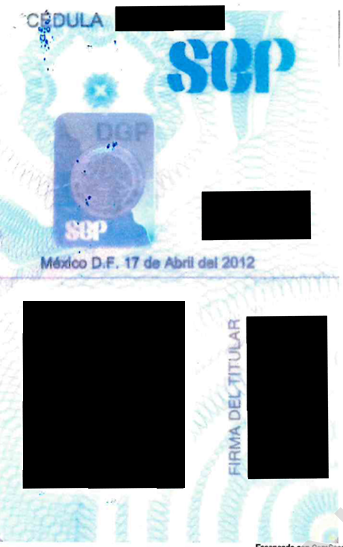 CEDULA
SEP
DGP
SEP
México D.F. 17 de Abril del 2012
FIRMA DEL TITULAR